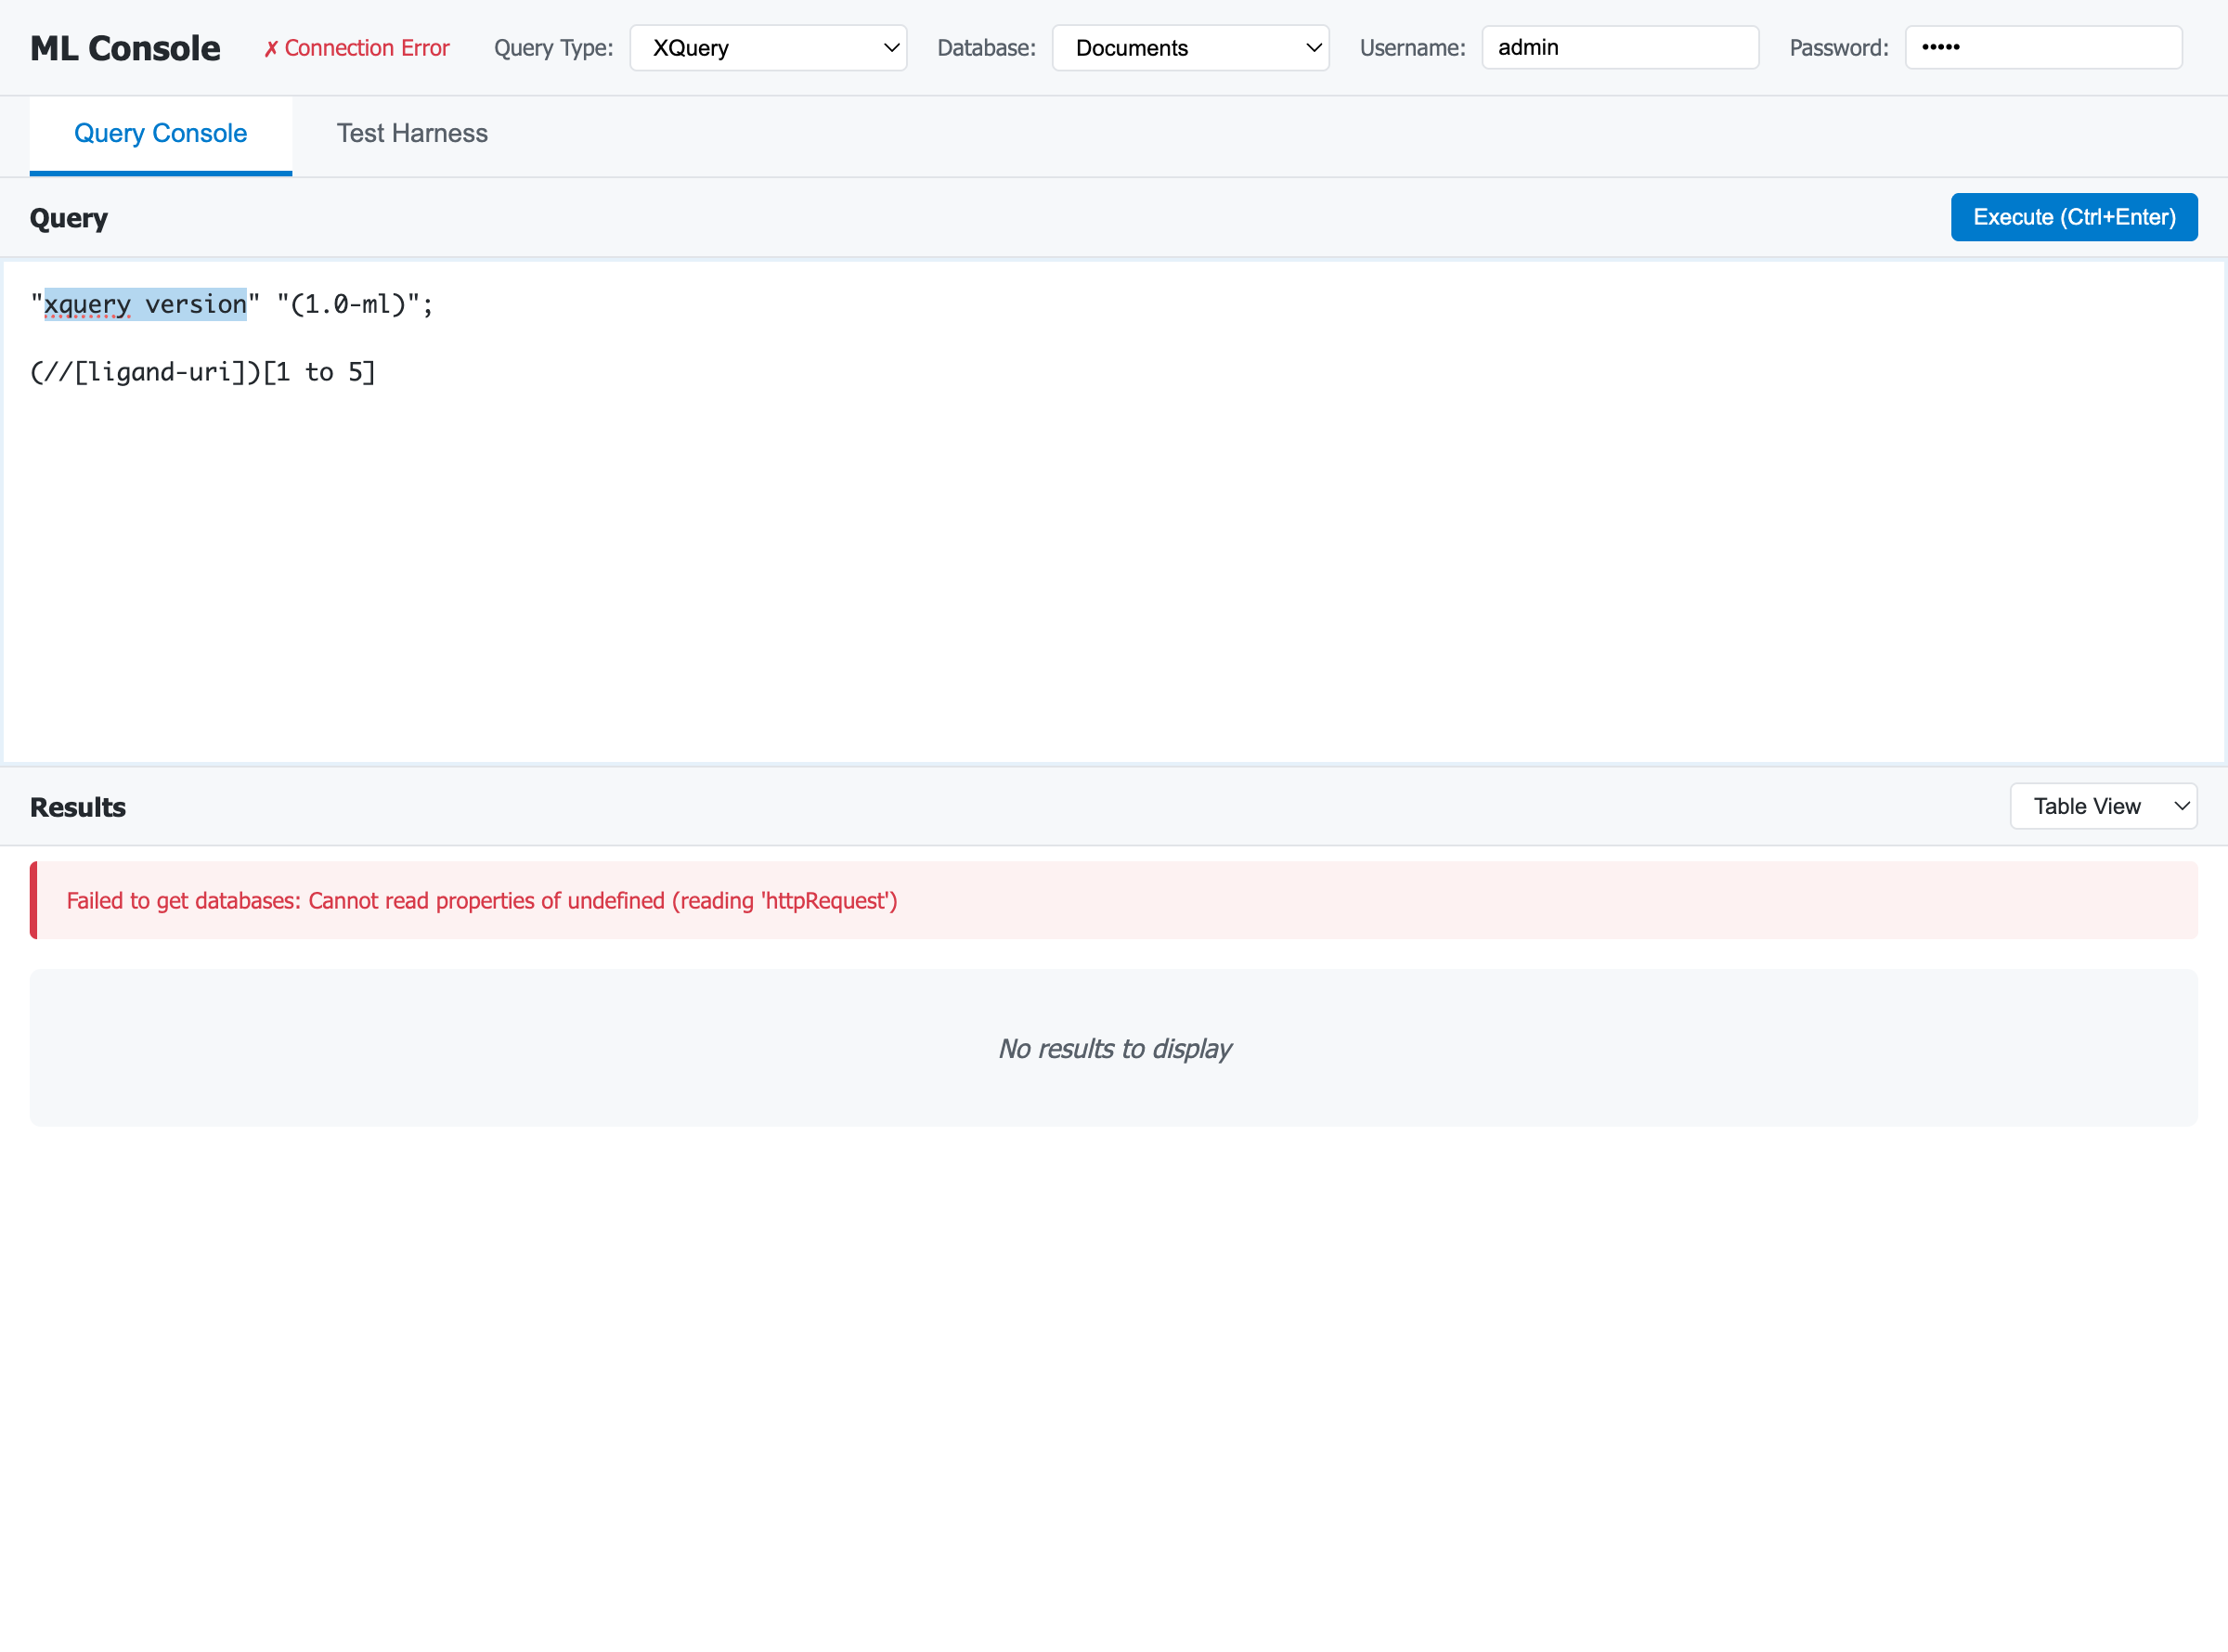 ML Console
✗ Connection Error
Query Type:
XQuery
Database:
Documents
Username:
admin
Password:
•••••
Query Console
Test Harness
Query
Execute (Ctrl+Enter)
"xquery version" "(1.0-ml)";
(//[ligand-uri])[1 to 5]
Results
Table View
Failed to get databases: Cannot read properties of undefined (reading 'httpRequest')
No results to display